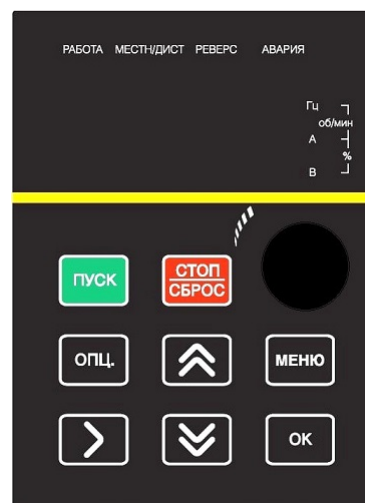 РАБОТА МЕСТН/ДИСТ РЕВЕРС АВАРИЯ
Гц
об/мин
А
%
В
ПУСК СТОП
СБРОС
ОПЦ. МЕНЮ
ОК